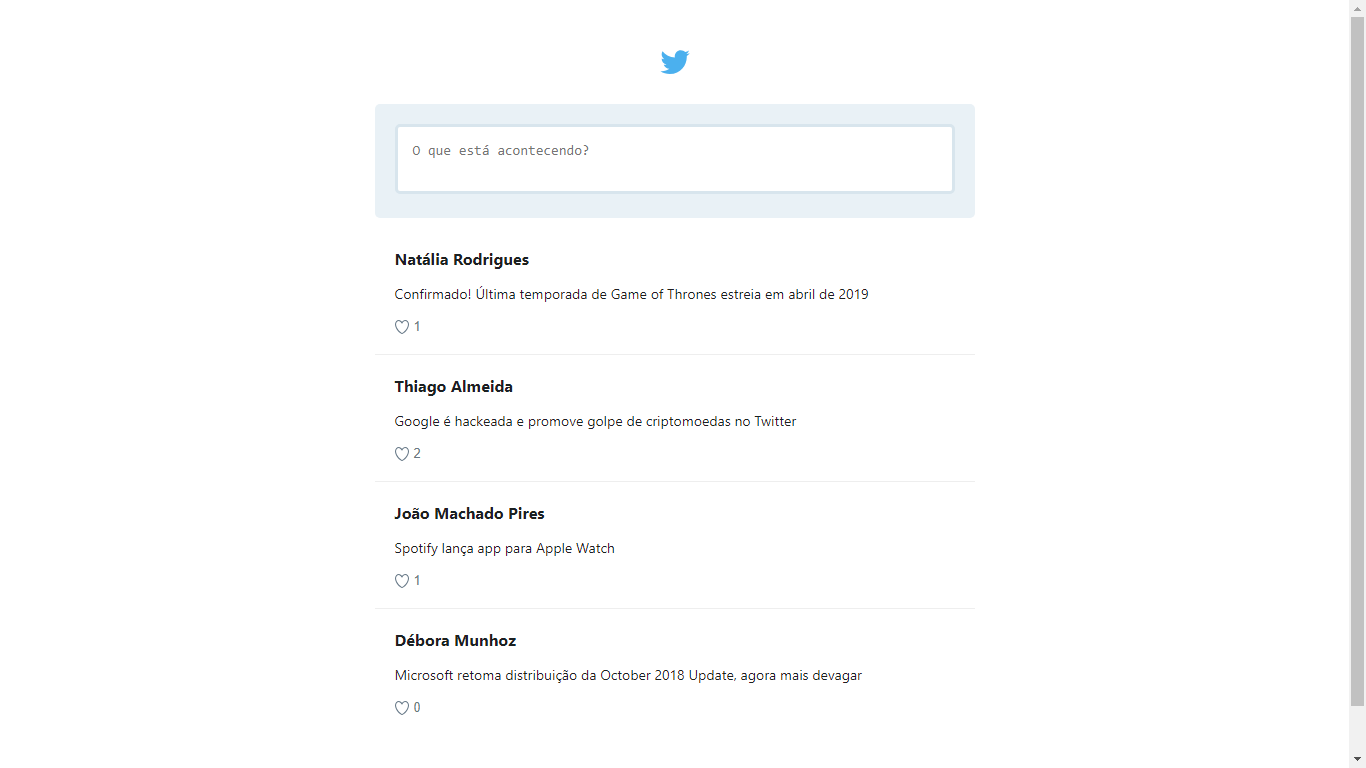 O que está acontecendo?
Natália Rodrigues
Confirmado! Última temporada de Game of Thrones estreia em abril de 2019
1
Thiago Almeida
Google é hackeada e promove golpe de criptomoedas no Twitter
2
João Machado Pires
Spotify lança app para Apple Watch
1
Débora Munhoz
Microsoft retoma distribuição da October 2018 Update, agora mais devagar
0